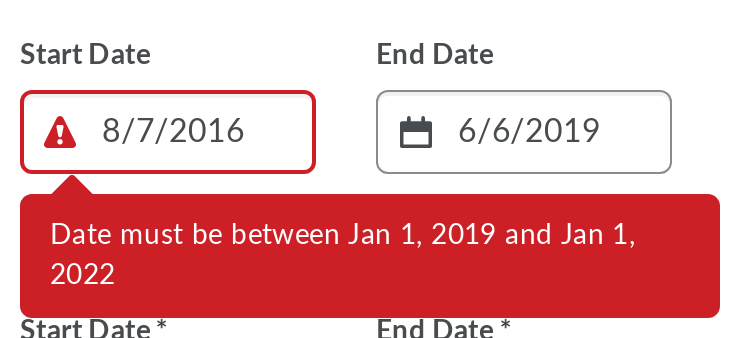 Start Date
End Date
8/7/2016
6/6/2019
Date must be between Jan 1, 2019 and Jan 1,
2022
Start Date *
End Date *